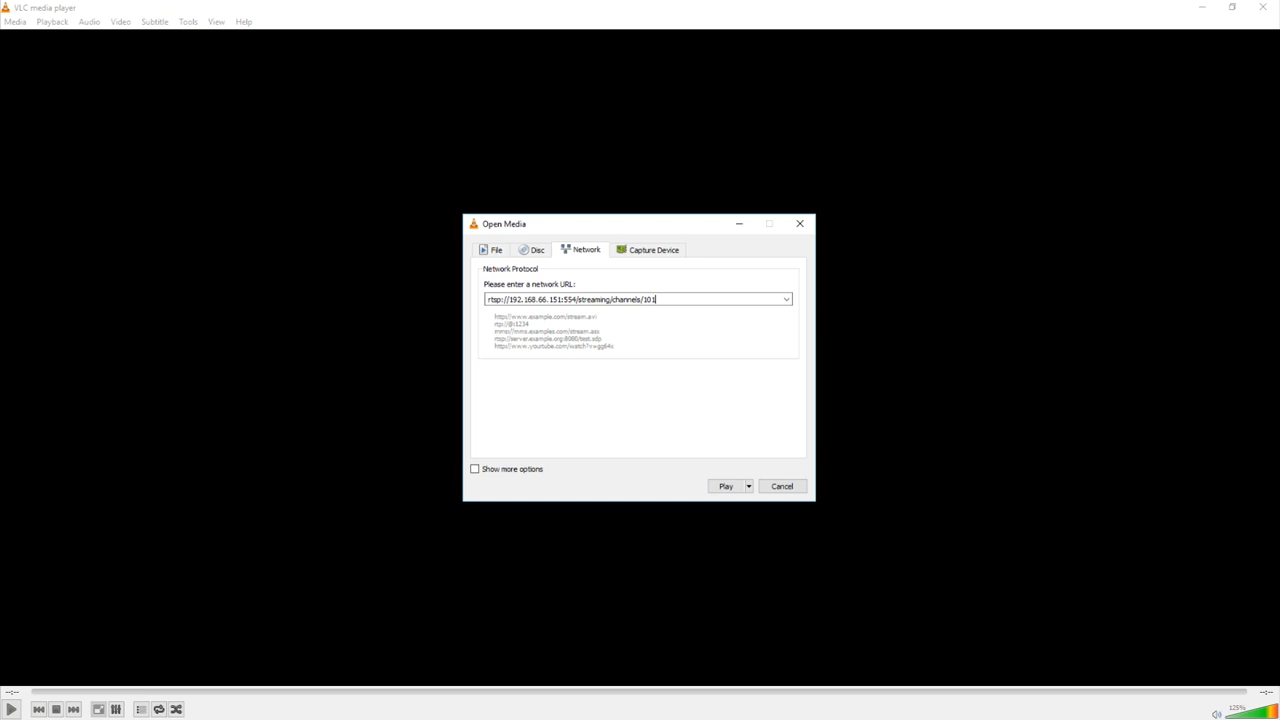 VLC media player
Media Playback Audio Video Subtitle Tools View Help
Open Media
File Disc Network Capture Device
Network Protocol
Please enter a network URL:
rtsp://192.168.66.151:554/streaming/channels/101
http://www.example.com/stream.avi
rtp://@:1234
mms://mms.examples.com/stream.asx
rtsp://server.example.org:8080/test.sdp
http://www.youtube.com/watch?v=gg64x
Show more options
Play Cancel
--:-- --:--
125%